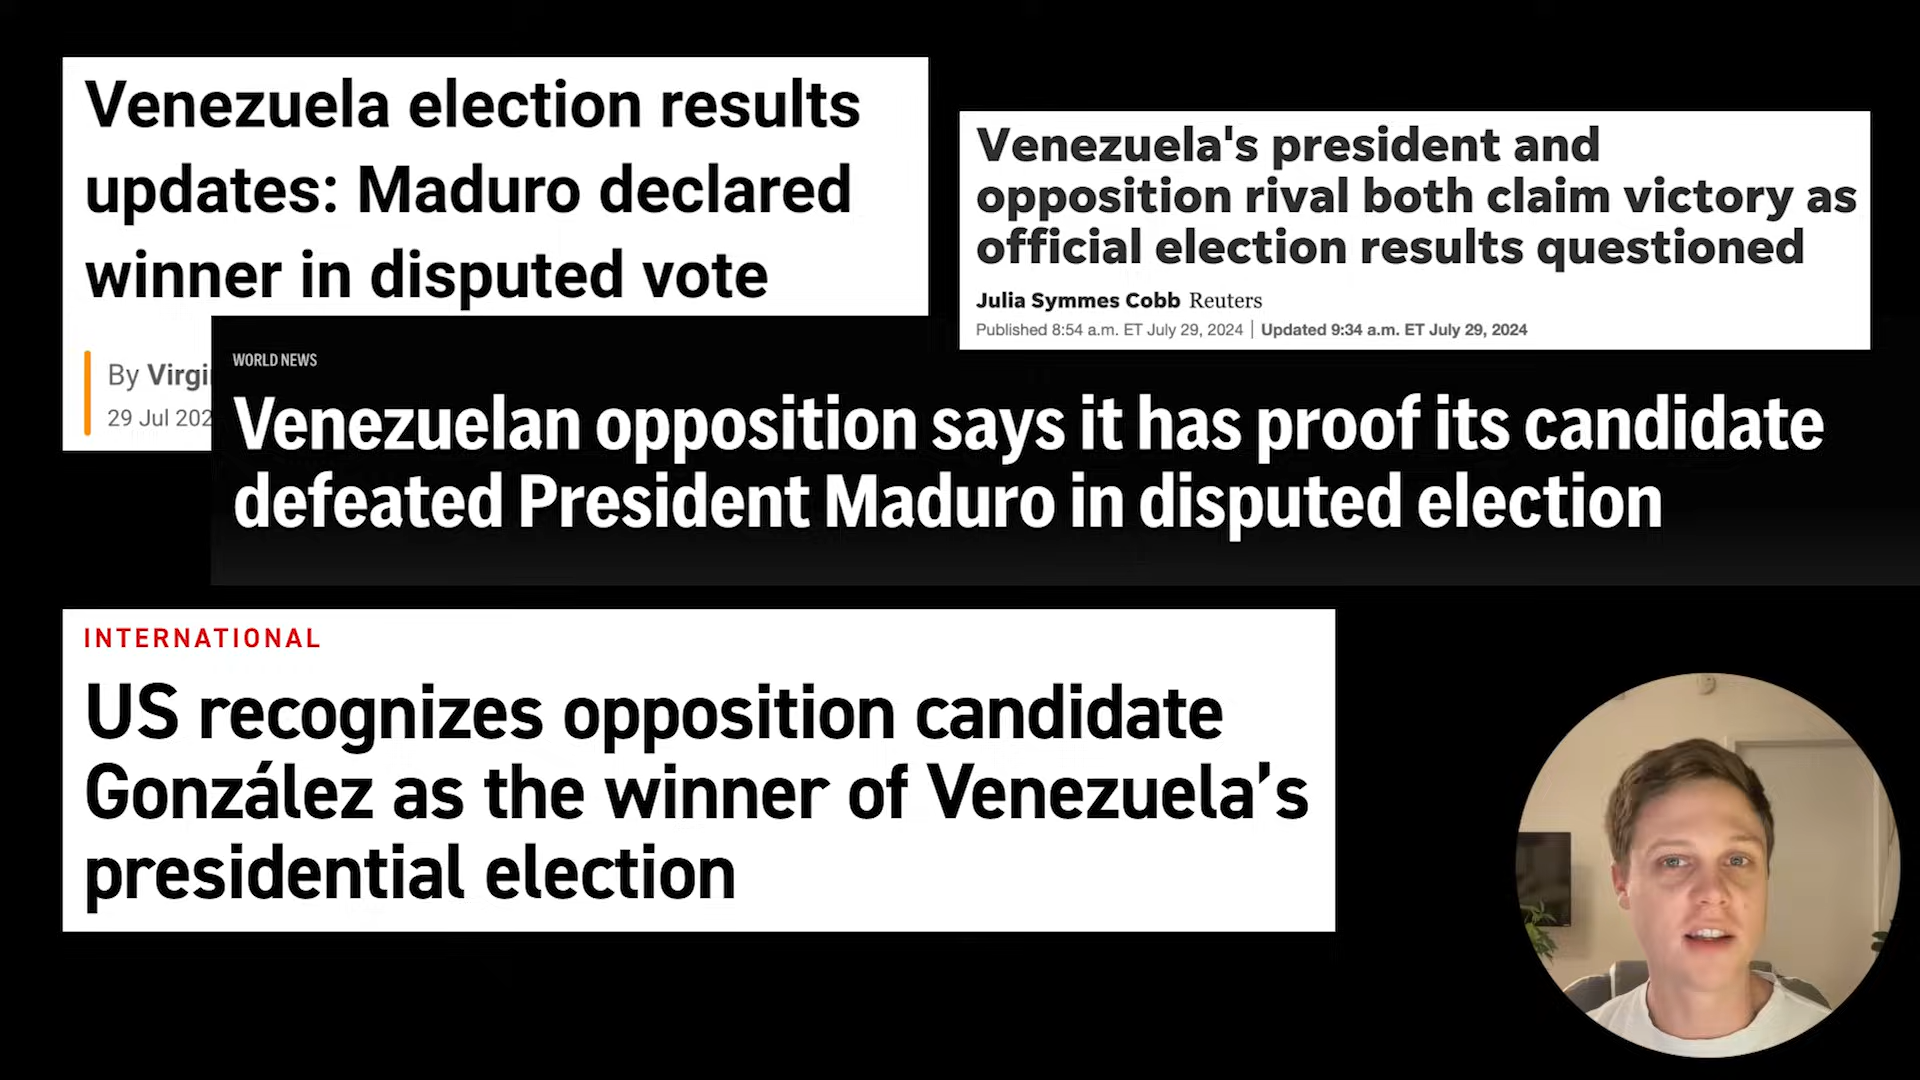 Venezuela election results
updates: Maduro declared
winner in disputed vote
By
29 Jul
Venezuela's president and
opposition rival both claim victory as
official election results questioned
Julia Symmes Cobb Reuters
Published 8:54 a.m. ET July 29, 2024 | Updated 9:34 a.m. ET July 29, 2024
WORLD NEWS
Venezuelan opposition says it has proof its candidate
defeated President Maduro in disputed election
INTERNATIONAL
US recognizes opposition candidate
González as the winner of Venezuela’s
presidential election